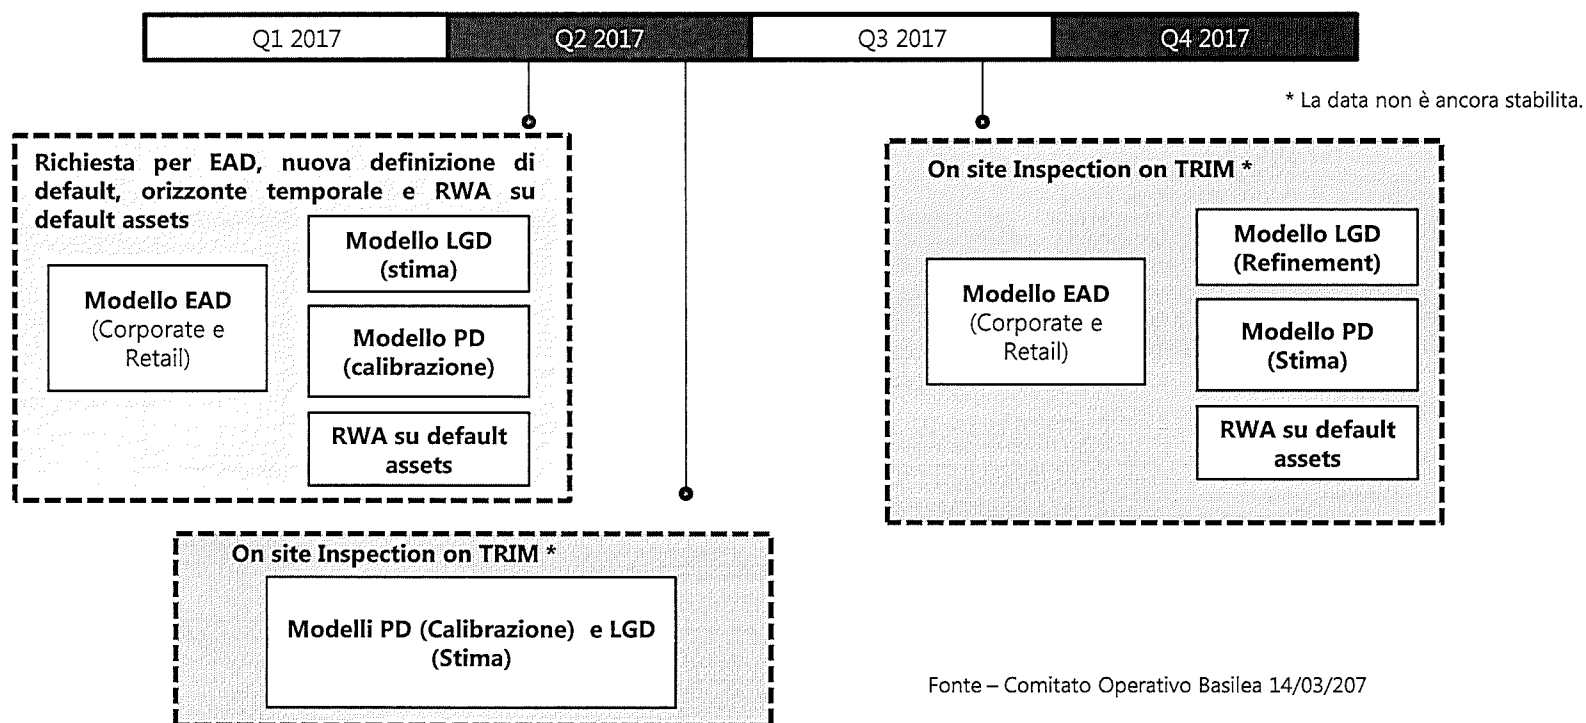 Q1 2017
Q2 2017
Q3 2017
Q4 2017
* La data non è ancora stabilita.
Richiesta per EAD, nuova definizione di
default, orizzonte temporale e RWA su
default assets
Modello EAD
(Corporate e
Retail)
Modello LGD
(stima)
Modello PD
(calibrazione)
RWA su default
assets
On site Inspection on TRIM *
Modelli PD (Calibrazione) e LGD
(Stima)
On site Inspection on TRIM *
Modello EAD
(Corporate e
Retail)
Modello LGD
(Refinement)
Modello PD
(Stima)
RWA su default
assets
Fonte – Comitato Operativo Basilea 14/03/207